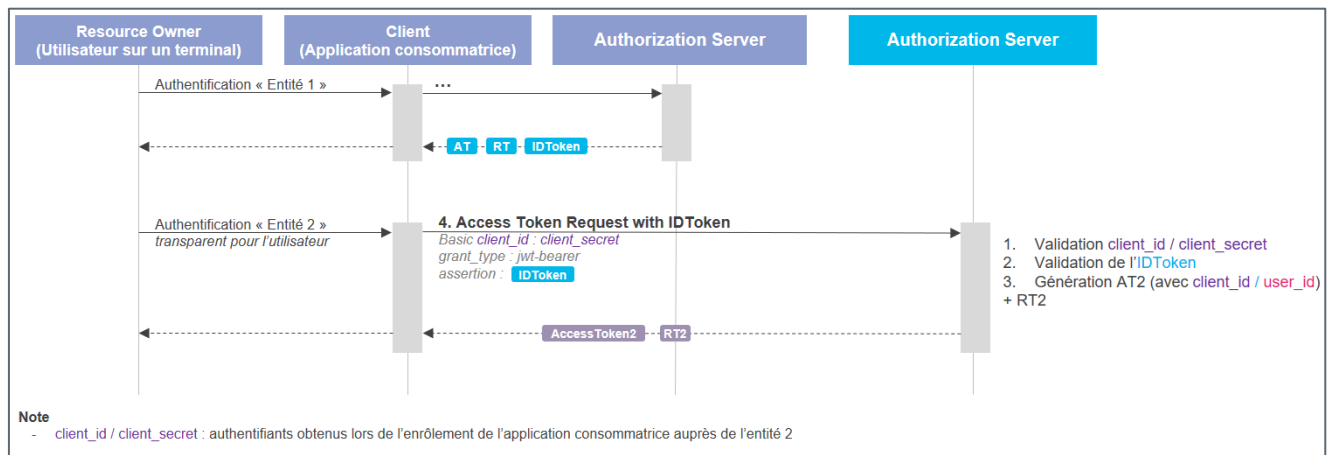 Resource Owner
(Utilisateur sur un terminal)
Client
(Application consommatrice)
Authorization Server
Authorization Server
Authentification « Entité 1 »
...
AT RT IDToken
Authentification « Entité 2 »
transparent pour l'utilisateur
4. Access Token Request with IDToken
Basic client_id : client_secret
grant_type : jwt-bearer
assertion : IDToken
1. Validation client_id / client_secret
2. Validation de l'IDToken
3. Génération AT2 (avec client_id / user_id)
+ RT2
AccessToken2 RT2
Note
- client_id / client_secret : authentifiants obtenus lors de l'enrôlement de l'application consommatrice auprès de l'entité 2